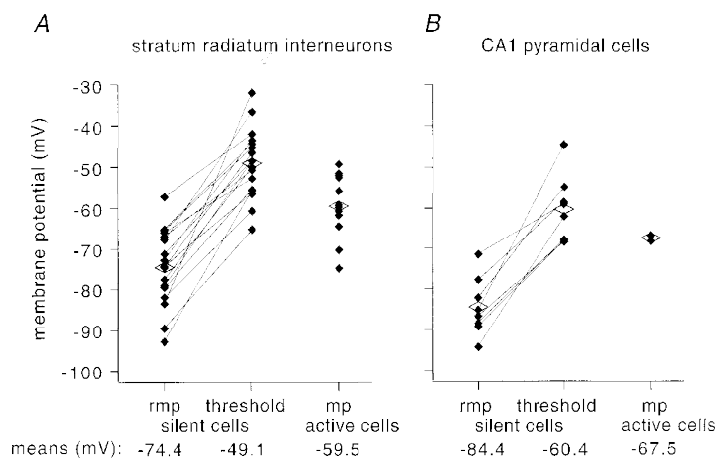 A
B
stratum radiatum interneurons
CA1 pyramidal cells
membrane potential (mV)
-30
-40
-50
-60
-70
-80
-90
-100
rmp threshold mp
silent cells active cells
rmp threshold mp
silent cells active cells
means (mV): -74.4 -49.1 -59.5 -84.4 -60.4 -67.5